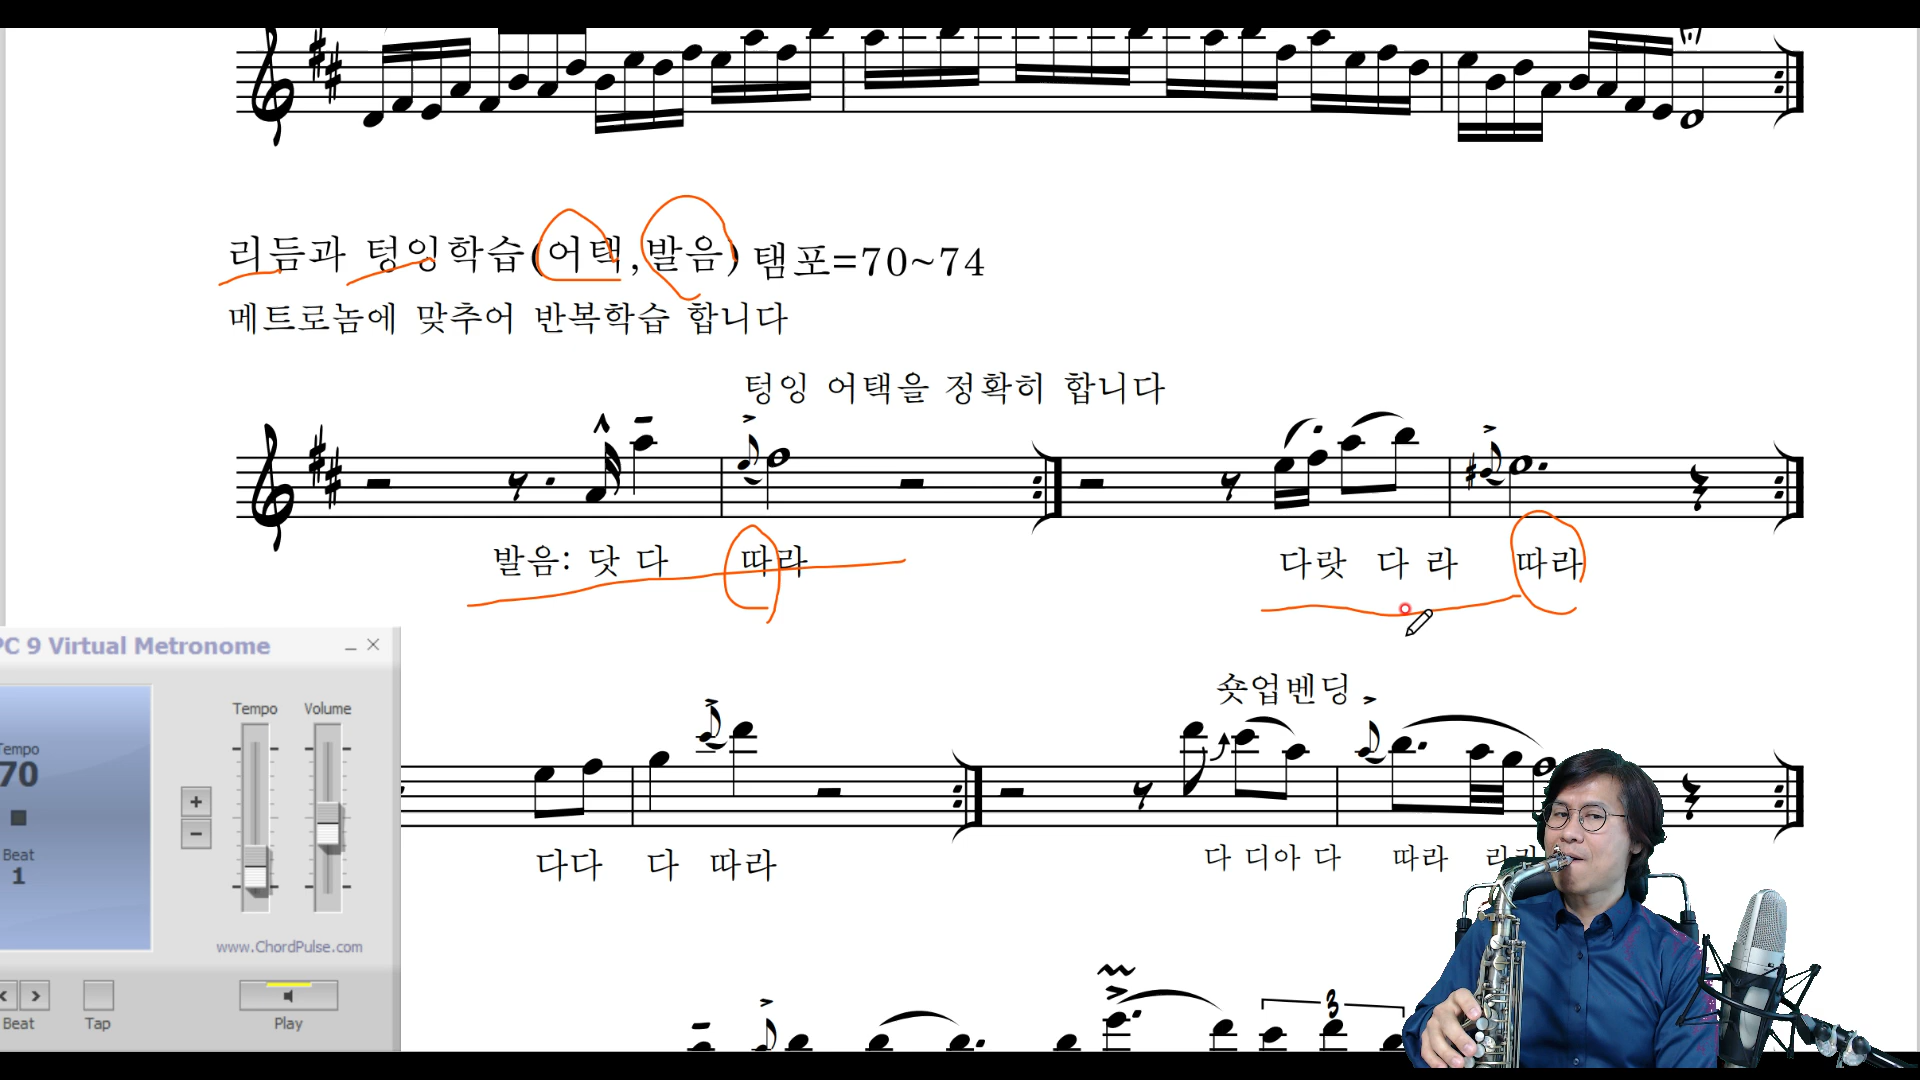 리듬과 텅잉학습(어택,발음) 탬포=70~74
메트로놈에 맞추어 반복학습 합니다
텅잉 어택을 정확히 합니다
발음: 닷 다 따라 다랏 다 라 따라
PC 9 Virtual Metronome
숏업벤딩
Tempo Volume
Tempo
70
+
-
Beat
1
다다 다 따라 다 디아 다 따라
www.ChordPulse.com
< >
Beat Tap Play
3